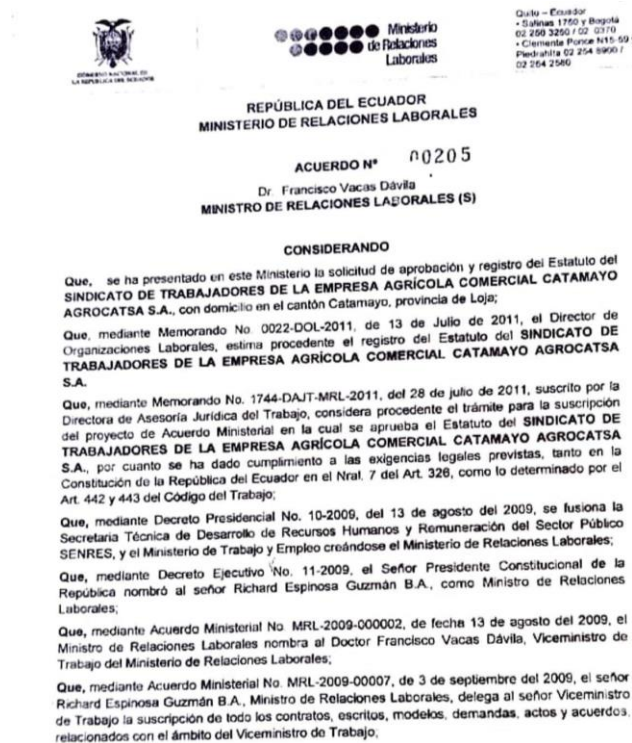 GOBIERNO NACIONAL DE
LA REPÚBLICA DEL ECUADOR
Ministerio
de Relaciones
Laborales
Quito – Ecuador
• Salinas 1750 y Bogotá
02 250 3250 / 02 0370
• Clemente Ponce N15-59
Piedrahita 02 254 8900 /
02 254 2580
REPÚBLICA DEL ECUADOR
MINISTERIO DE RELACIONES LABORALES
ACUERDO Nº 00205
Dr. Francisco Vacas Dávila
MINISTRO DE RELACIONES LABORALES (S)
CONSIDERANDO
Que, se ha presentado en este Ministerio la solicitud de aprobación y registro del Estatuto del
SINDICATO DE TRABAJADORES DE LA EMPRESA AGRÍCOLA COMERCIAL CATAMAYO
AGROCATSA S.A., con domicilio en el cantón Catamayo, provincia de Loja;
Que, mediante Memorando No. 0022-DOL-2011, de 13 de Julio de 2011, el Director de
Organizaciones Laborales, estima procedente el registro del Estatuto del SINDICATO DE
TRABAJADORES DE LA EMPRESA AGRÍCOLA COMERCIAL CATAMAYO AGROCATSA
S.A.
Que, mediante Memorando No. 1744-DAJT-MRL-2011, del 28 de julio de 2011, suscrito por la
Directora de Asesoría Jurídica del Trabajo, considera procedente el trámite para la suscripción
del proyecto de Acuerdo Ministerial en la cual se aprueba el Estatuto del SINDICATO DE
TRABAJADORES DE LA EMPRESA AGRÍCOLA COMERCIAL CATAMAYO AGROCATSA
S.A., por cuanto se ha dado cumplimiento a las exigencias legales previstas, tanto en la
Constitución de la República del Ecuador en el Nral. 7 del Art. 326, como lo determinado por el
Art. 442 y 443 del Código del Trabajo;
Que, mediante Decreto Presidencial No. 10-2009, del 13 de agosto del 2009, se fusiona la
Secretaria Técnica de Desarrollo de Recursos Humanos y Remuneración del Sector Público
SENRES, y el Ministerio de Trabajo y Empleo creándose el Ministerio de Relaciones Laborales;
Que, mediante Decreto Ejecutivo No. 11-2009, el Señor Presidente Constitucional de la
República nombró al señor Richard Espinosa Guzmán B.A., como Ministro de Relaciones
Laborales;
Que, mediante Acuerdo Ministerial No. MRL-2009-000002, de fecha 13 de agosto del 2009, el
Ministro de Relaciones Laborales nombra al Doctor Francisco Vacas Dávila, Viceministro de
Trabajo del Ministerio de Relaciones Laborales;
Que, mediante Acuerdo Ministerial No. MRL-2009-00007, de 3 de septiembre del 2009, el señor
Richard Espinosa Guzmán B.A., Ministro de Relaciones Laborales, delega al señor Viceministro
de Trabajo la suscripción de todo los contratos, escritos, modelos, demandas, actos y acuerdos,
relacionados con el ámbito del Viceministro de Trabajo;